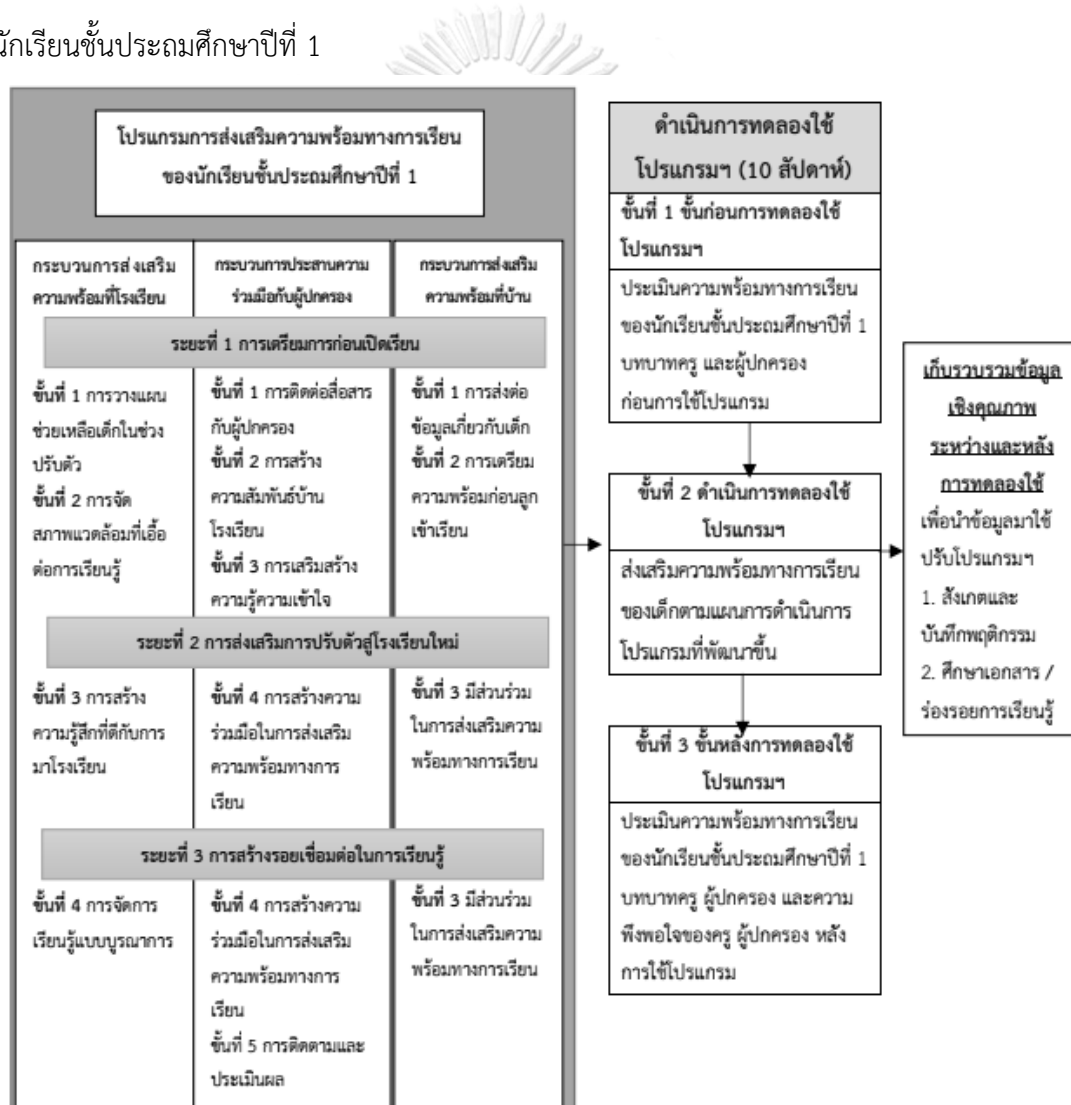 นักเรียนชั้นประถมศึกษาปีที่ 1
โปรแกรมการส่งเสริมความพร้อมทางการเรียน
ของนักเรียนชั้นประถมศึกษาปีที่ 1
กระบวนการส่งเสริม
ความพร้อมที่โรงเรียน
กระบวนการประสานความ
ร่วมมือกับผู้ปกครอง
กระบวนการส่งเสริม
ความพร้อมที่บ้าน
ระยะที่ 1 การเตรียมการก่อนเปิดเรียน
ขั้นที่ 1 การวางแผน
ช่วยเหลือเด็กในช่วง
ปรับตัว
ขั้นที่ 2 การจัด
สภาพแวดล้อมที่เอื้อ
ต่อการเรียนรู้
ขั้นที่ 1 การติดต่อสื่อสาร
กับผู้ปกครอง
ขั้นที่ 2 การสร้าง
ความสัมพันธ์บ้าน
โรงเรียน
ขั้นที่ 3 การเสริมสร้าง
ความรู้ความเข้าใจ
ขั้นที่ 1 การส่งต่อ
ข้อมูลเกี่ยวกับเด็ก
ขั้นที่ 2 การเตรียม
ความพร้อมก่อนลูก
เข้าเรียน
ระยะที่ 2 การส่งเสริมการปรับตัวสู่โรงเรียนใหม่
ขั้นที่ 3 การสร้าง
ความรู้สึกที่ดีกับการ
มาโรงเรียน
ขั้นที่ 4 การสร้างความ
ร่วมมือในการส่งเสริม
ความพร้อมทางการ
เรียน
ขั้นที่ 3 มีส่วนร่วม
ในการส่งเสริมความ
พร้อมทางการเรียน
ระยะที่ 3 การสร้างรอยเชื่อมต่อในการเรียนรู้
ขั้นที่ 4 การจัดการ
เรียนรู้แบบบูรณาการ
ขั้นที่ 4 การสร้างความ
ร่วมมือในการส่งเสริม
ความพร้อมทางการ
เรียน
ขั้นที่ 5 การติดตามและ
ประเมินผล
ขั้นที่ 3 มีส่วนร่วม
ในการส่งเสริมความ
พร้อมทางการเรียน
ดำเนินการทดลองใช้
โปรแกรมฯ (10 สัปดาห์)
ขั้นที่ 1 ขั้นก่อนการทดลองใช้
โปรแกรมฯ
ประเมินความพร้อมทางการเรียน
ของนักเรียนชั้นประถมศึกษาปีที่ 1
บทบาทครู และผู้ปกครอง
ก่อนการใช้โปรแกรม
ขั้นที่ 2 ดำเนินการทดลองใช้
โปรแกรมฯ
ส่งเสริมความพร้อมทางการเรียน
ของเด็กตามแผนการดำเนินการ
โปรแกรมที่พัฒนาขึ้น
ขั้นที่ 3 ขั้นหลังการทดลองใช้
โปรแกรมฯ
ประเมินความพร้อมทางการเรียน
ของนักเรียนชั้นประถมศึกษาปีที่ 1
บทบาทครู ผู้ปกครอง และความ
พึงพอใจของครู ผู้ปกครอง หลัง
การใช้โปรแกรม
เก็บรวบรวมข้อมูล
เชิงคุณภาพ
ระหว่างและหลัง
การทดลองใช้
เพื่อนำข้อมูลมาใช้
ปรับโปรแกรมฯ
1. สังเกตและ
บันทึกพฤติกรรม
2. ศึกษาเอกสาร /
ร่องรอยการเรียนรู้